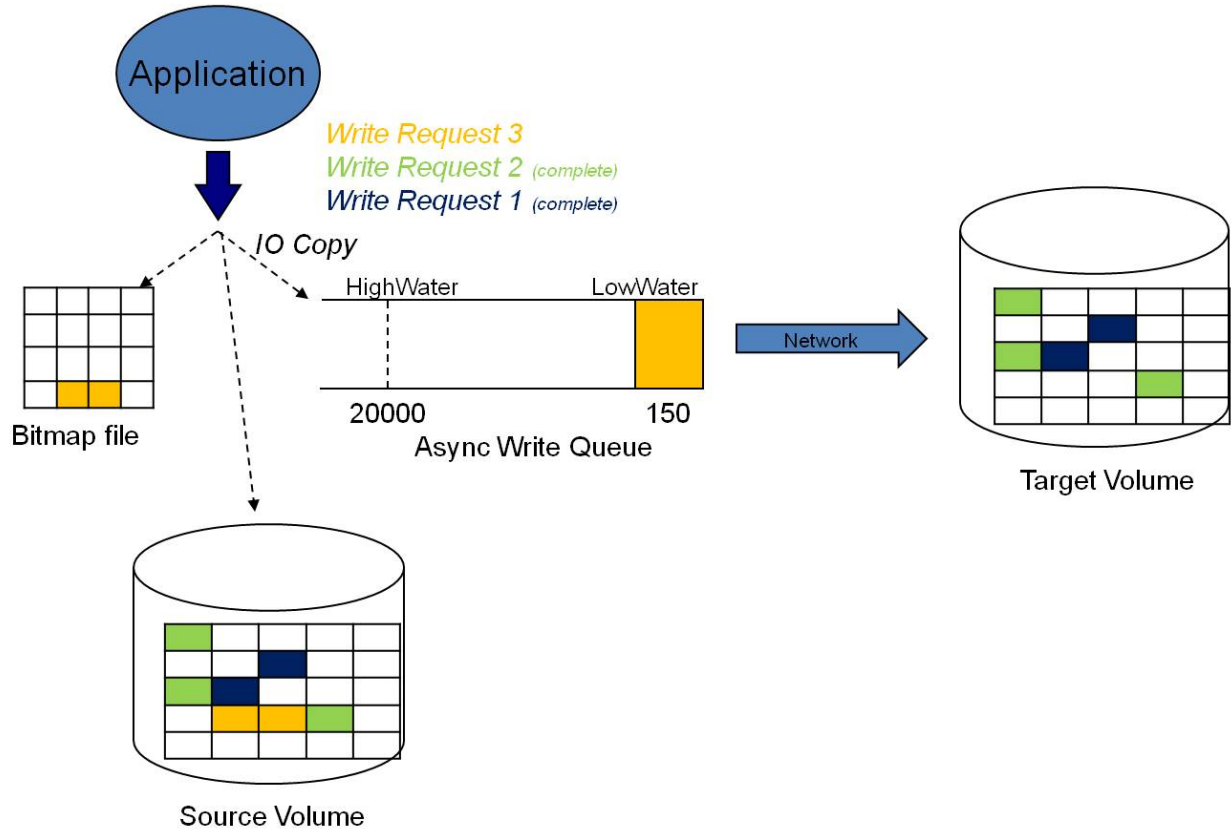 Application
Write Request 3
Write Request 2 (complete)
Write Request 1 (complete)
IO Copy
HighWater
LowWater
Network
20000
150
Bitmap file
Async Write Queue
Target Volume
Source Volume